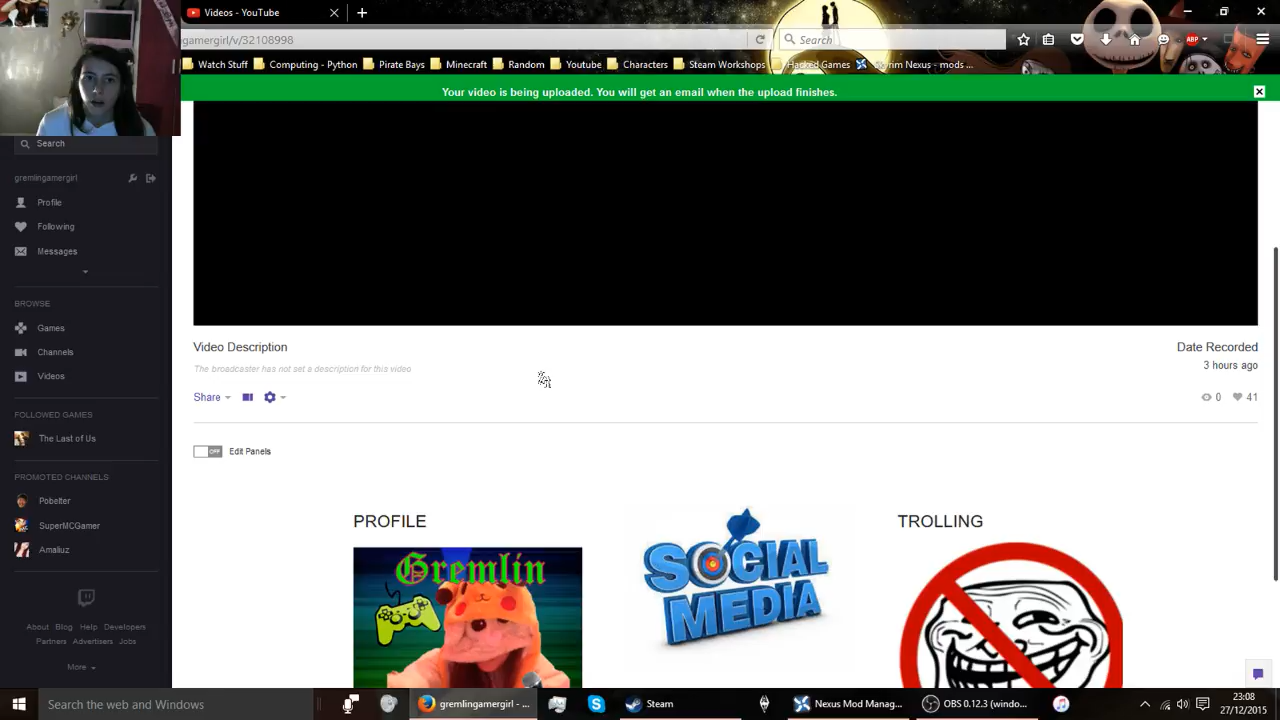 Videos - YouTube
gamergirl/v/32108998
Search
Watch Stuff
Computing - Python
Pirate Bays
Minecraft
Random
Youtube
Characters
Steam Workshops
Hacked Games
Skyrim Nexus - mods ...
ABP
Your video is being uploaded. You will get an email when the upload finishes.
Search
gremlingamergirl
Profile
Following
Messages
BROWSE
Games
Channels
Videos
FOLLOWED GAMES
The Last of Us
PROMOTED CHANNELS
Pobelter
SuperMCGamer
Amaliuz
About Blog Help Developers
Partners Advertisers Jobs
More
Video Description
The broadcaster has not set a description for this video
Share
Date Recorded
3 hours ago
0
41
OFF
Edit Panels
PROFILE
Gremlin
SOCIAL
MEDIA
TROLLING
Search the web and Windows
gremlingamergirl - ...
Steam
Nexus Mod Manag...
OBS 0.12.3 (windo...
23:08
27/12/2015